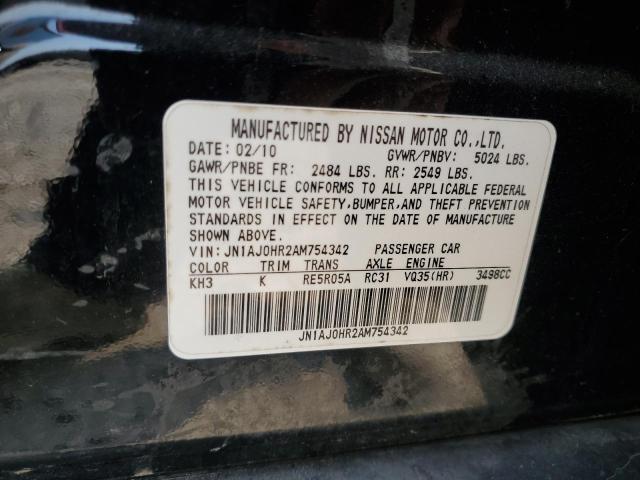 MANUFACTURED BY NISSAN MOTOR CO.,LTD.
DATE: 02/10 GVWR/PNBV: 5024 LBS.
GAWR/PNBE FR: 2484 LBS. RR: 2549 LBS.
THIS VEHICLE CONFORMS TO ALL APPLICABLE FEDERAL
MOTOR VEHICLE SAFETY,BUMPER,AND THEFT PREVENTION
STANDARDS IN EFFECT ON THE DATE OF MANUFACTURE
SHOWN ABOVE.
VIN: JN1AJ0HR2AM754342 PASSENGER CAR
COLOR TRIM TRANS AXLE ENGINE
KH3 K RE5R05A RC31 VQ35(HR) 3498CC
JN1AJ0HR2AM754342